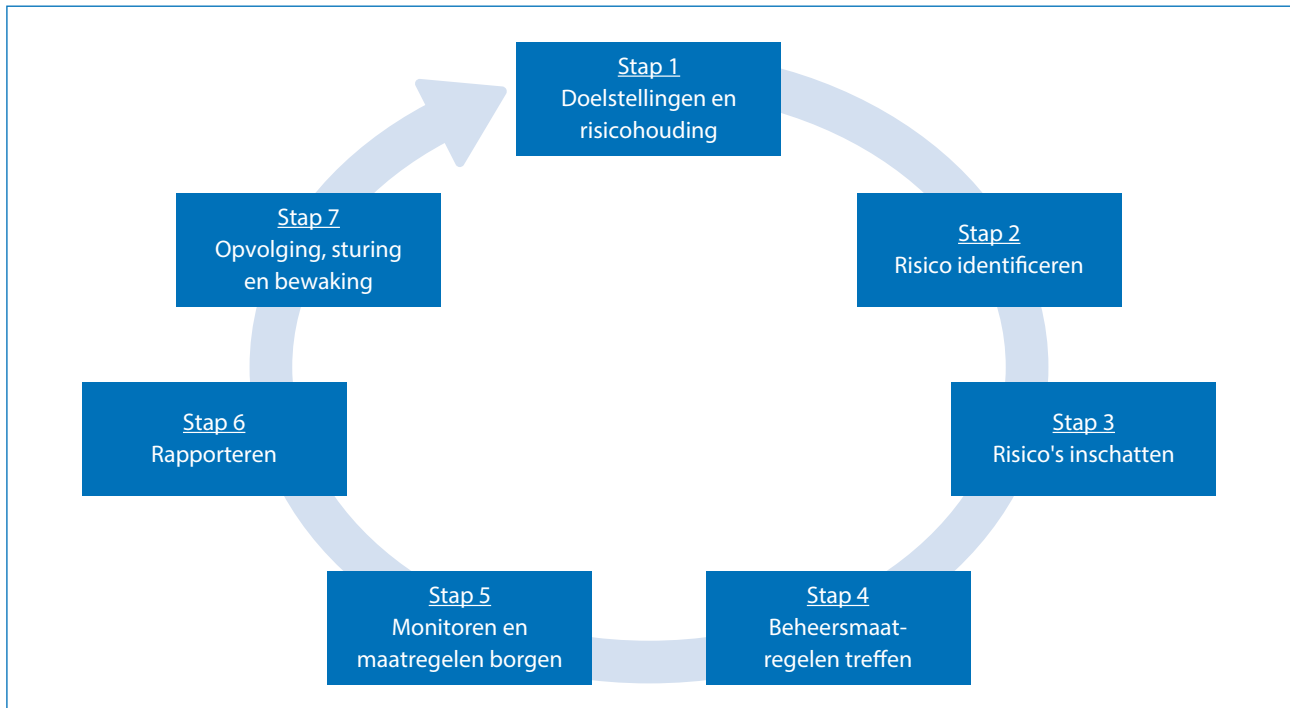 Stap 1
Doelstellingen en
risicohouding
Stap 2
Risico identificeren
Stap 3
Risico's inschatten
Stap 4
Beheersmaat-
regelen treffen
Stap 5
Monitoren en
maatregelen borgen
Stap 6
Rapporteren
Stap 7
Opvolging, sturing
en bewaking